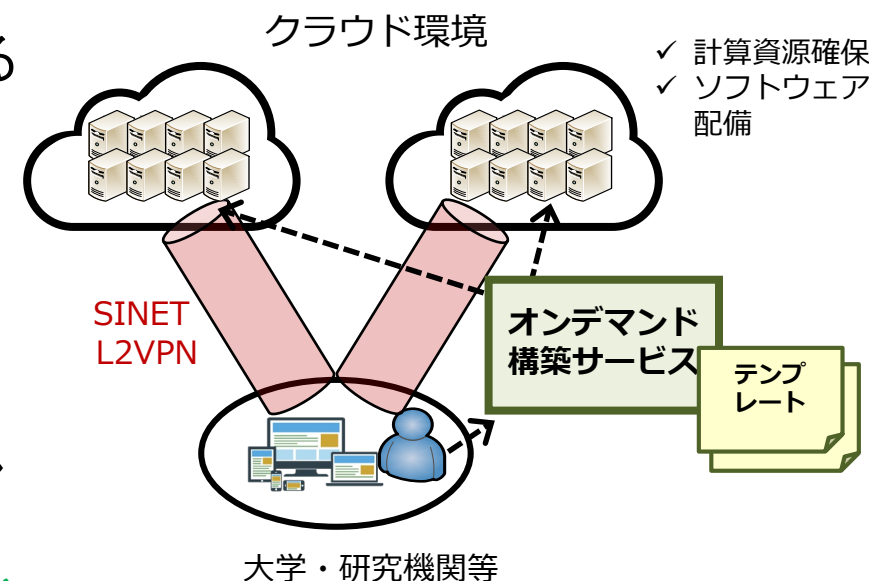 る
クラウド環境
✓ 計算資源確保
✓ ソフトウェア
配備
SINET
L2VPN
オンデマンド
構築サービス
テンプ
レート
大学・研究機関等